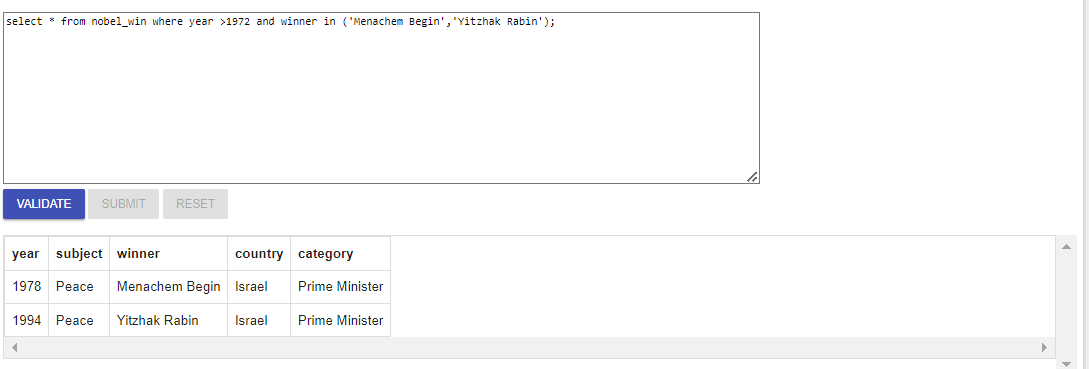 select * from nobel_win where year >1972 and winner in ('Menachem Begin','Yitzhak Rabin');
VALIDATE SUBMIT RESET
year subject winner country category
1978 Peace Menachem Begin Israel Prime Minister
1994 Peace Yitzhak Rabin Israel Prime Minister